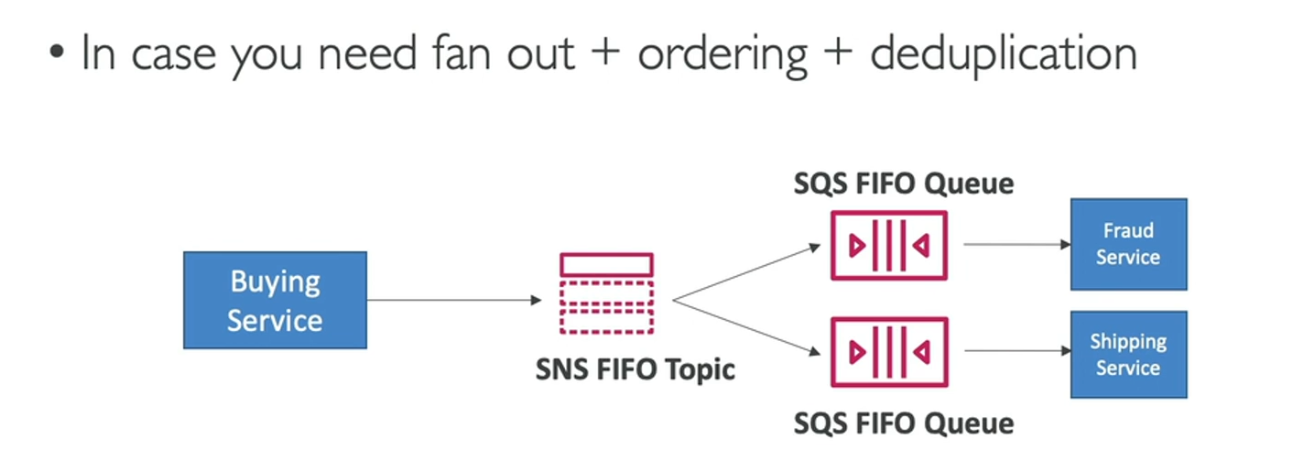 • In case you need fan out + ordering + deduplication
SQS FIFO Queue
Buying
Service
Fraud
Service
SNS FIFO Topic
Shipping
Service
SQS FIFO Queue